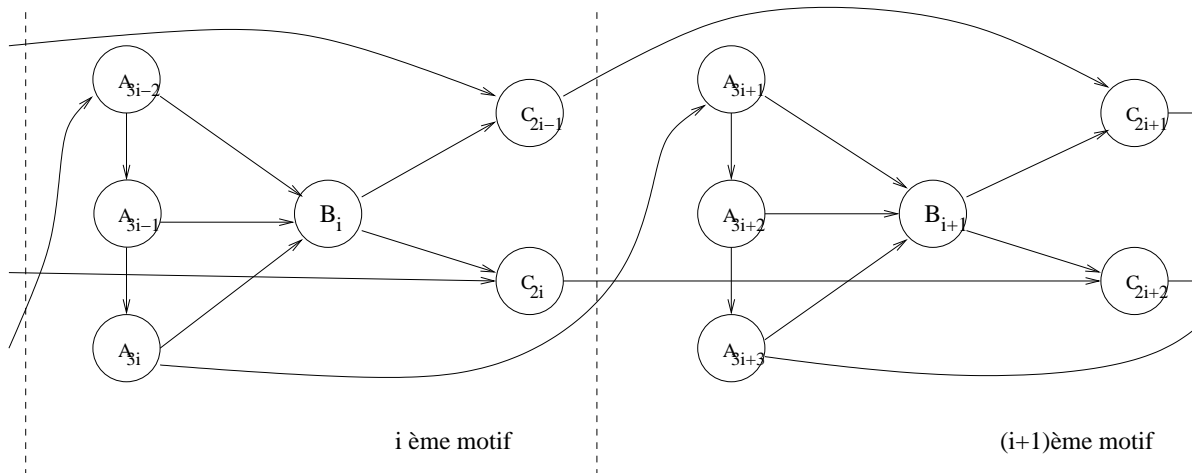 A3i−2
C2i−1
A3i−1
Bi
C2i
A3i
i ème motif
A3i+1
C2i+1
A3i+2
Bi+1
C2i+2
A3i+3
(i+1)ème motif